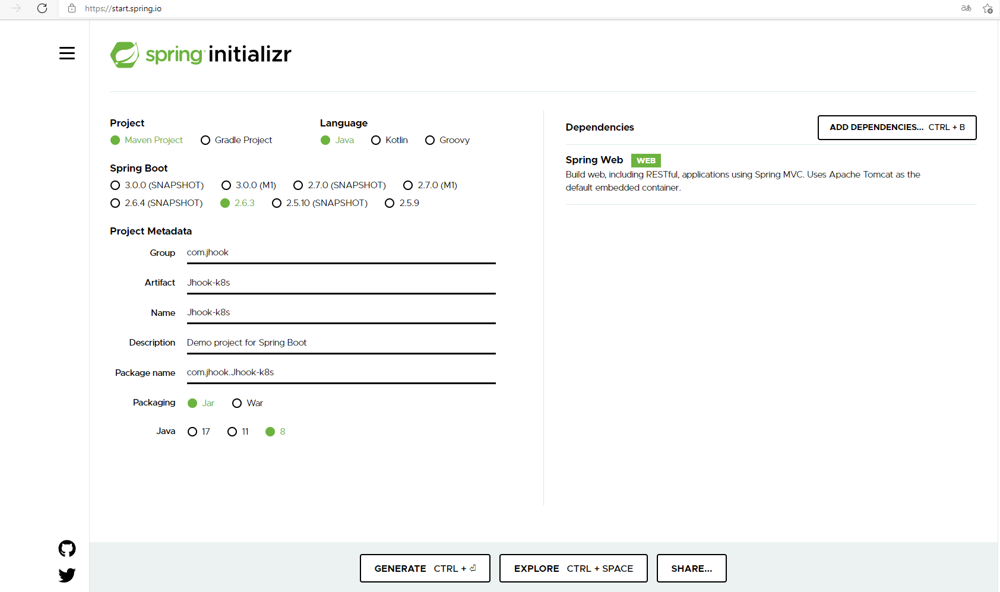 https://start.spring.io
aあ
spring initializr
Project
Maven Project Gradle Project
Language
Java Kotlin Groovy
Spring Boot
3.0.0 (SNAPSHOT) 3.0.0 (M1) 2.7.0 (SNAPSHOT) 2.7.0 (M1)
2.6.4 (SNAPSHOT) 2.6.3 2.5.10 (SNAPSHOT) 2.5.9
Project Metadata
Group com.jhook
Artifact Jhook-k8s
Name Jhook-k8s
Description Demo project for Spring Boot
Package name com.jhook.Jhook-k8s
Packaging Jar War
Java 17 11 8
Dependencies
ADD DEPENDENCIES... CTRL + B
Spring Web WEB
Build web, including RESTful, applications using Spring MVC. Uses Apache Tomcat as the
default embedded container.
GENERATE CTRL + ⏎
EXPLORE CTRL + SPACE
SHARE...